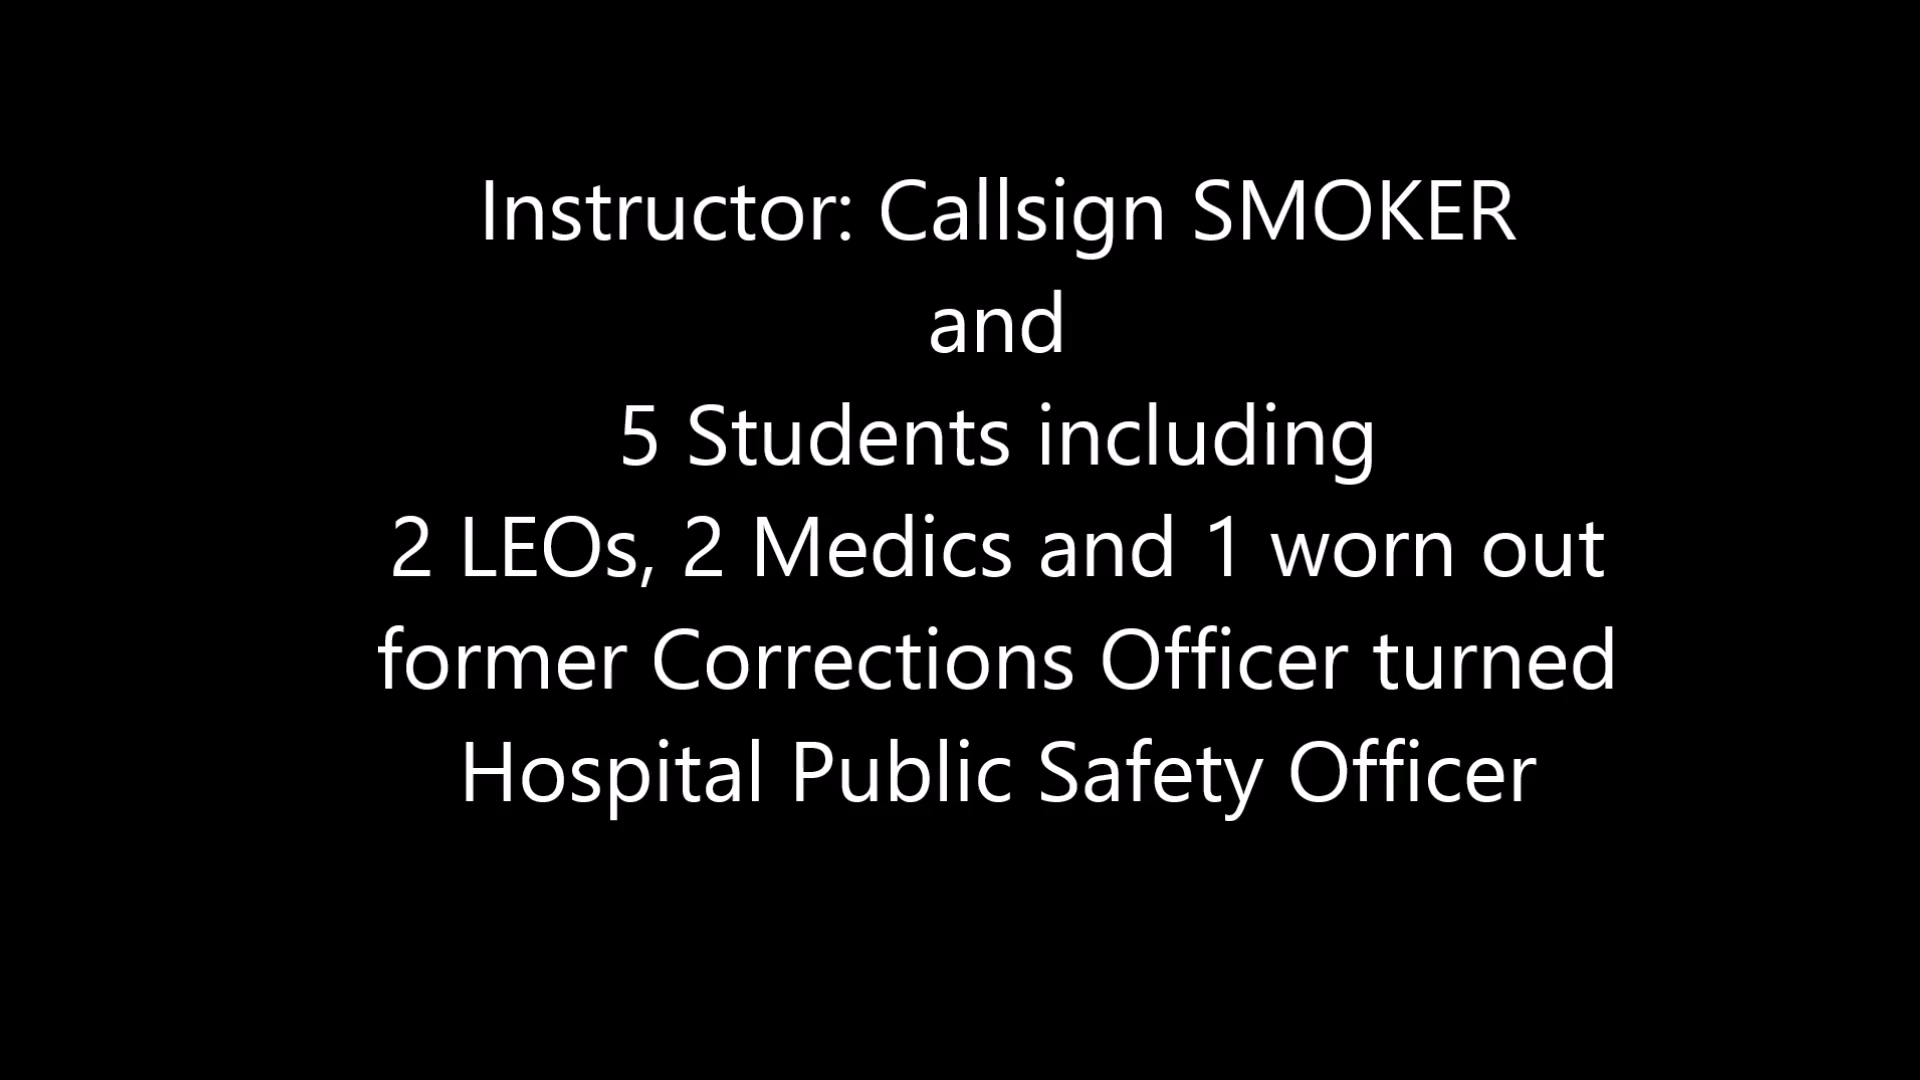 Instructor: Callsign SMOKER
and
5 Students including
2 LEOs, 2 Medics and 1 worn out
former Corrections Officer turned
Hospital Public Safety Officer